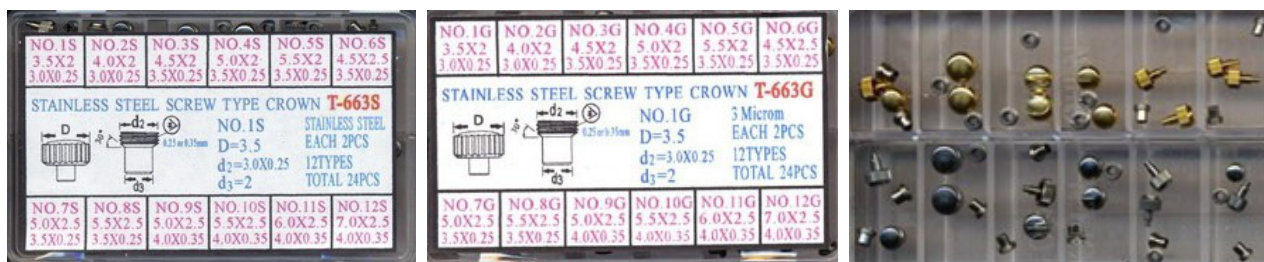 NO.1S NO.2S NO.3S NO.4S NO.5S NO.6S
3.5X2 4.0X2 4.5X2 5.0X2 5.5X2 4.5X2.5
3.0X0.25 3.0X0.25 3.5X0.25 3.5X0.25 3.5X0.25 3.5X0.25
STAINLESS STEEL SCREW TYPE CROWN T-663S
D
d2
30°
0.25 or 0.35mm
d3
NO.1S STAINLESS STEEL
D=3.5 EACH 2PCS
d2=3.0X0.25 12TYPES
d3=2 TOTAL 24PCS
NO.7S NO.8S NO.9S NO.10S NO.11S NO.12S
5.0X2.5 5.5X2.5 5.0X2.5 5.5X2.5 6.0X2.5 7.0X2.5
3.5X0.25 3.5X0.25 4.0X0.35 4.0X0.35 4.0X0.35 4.0X0.35
NO.1G NO.2G NO.3G NO.4G NO.5G NO.6G
3.5X2 4.0X2 4.5X2 5.0X2 5.5X2 4.5X2.5
3.0X0.25 3.0X0.25 3.5X0.25 3.5X0.25 3.5X0.25 3.5X0.25
STAINLESS STEEL SCREW TYPE CROWN T-663G
D
d2
30°
0.25 or 0.35mm
d3
NO.1G 3 Microm
D=3.5 EACH 2PCS
d2=3.0X0.25 12TYPES
d3=2 TOTAL 24PCS
NO.7G NO.8G NO.9G NO.10G NO.11G NO.12G
5.0X2.5 5.5X2.5 5.0X2.5 5.5X2.5 6.0X2.5 7.0X2.5
3.5X0.25 3.5X0.25 4.0X0.35 4.0X0.35 4.0X0.35 4.0X0.35